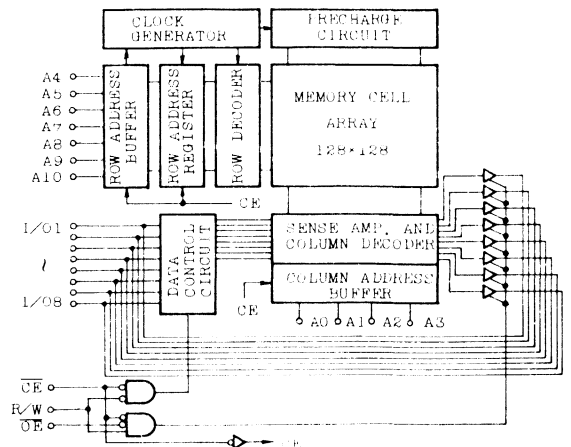 CLOCK
GENERATOR
PRECHARGE
CIRCUIT
A4
A5
A6
A7
A8
A9
A10
ROW ADDRESS
BUFFER
ROW ADDRESS
REGISTER
ROW DECODER
MEMORY CELL
ARRAY
128×128
CE
I/O1
≀
I/O8
DATA
CONTROL
CIRCUIT
SENSE AMP. AND
COLUMN DECODER
COLUMN ADDRESS
BUFFER
CE
A0 A1 A2 A3
C̅E̅
R/W
O̅E̅
CE